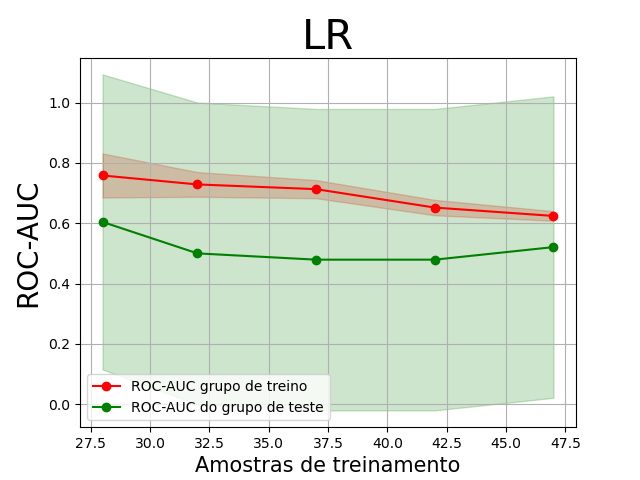 LR
ROC-AUC
1.0
0.8
0.6
0.4
0.2
0.0
ROC-AUC grupo de treino
ROC-AUC do grupo de teste
27.5 30.0 32.5 35.0 37.5 40.0 42.5 45.0 47.5
Amostras de treinamento